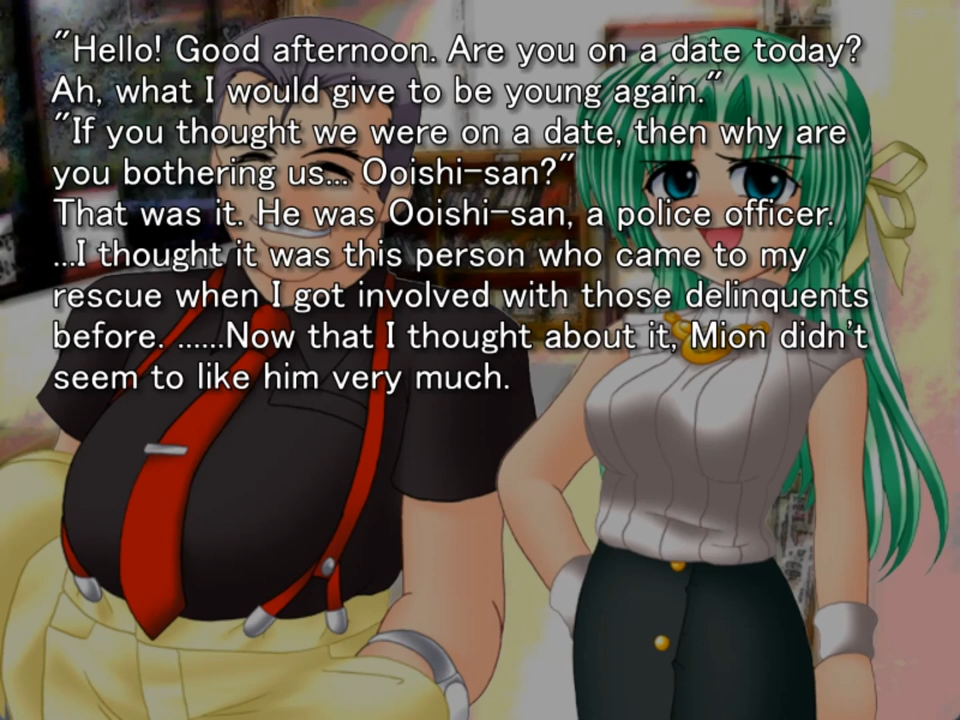 "Hello! Good afternoon. Are you on a date today?
Ah, what I would give to be young again."
"If you thought we were on a date, then why are
you bothering us... Ooishi-san?"
That was it. He was Ooishi-san, a police officer.
...I thought it was this person who came to my
rescue when I got involved with those delinquents
before. ......Now that I thought about it, Mion didn't
seem to like him very much.